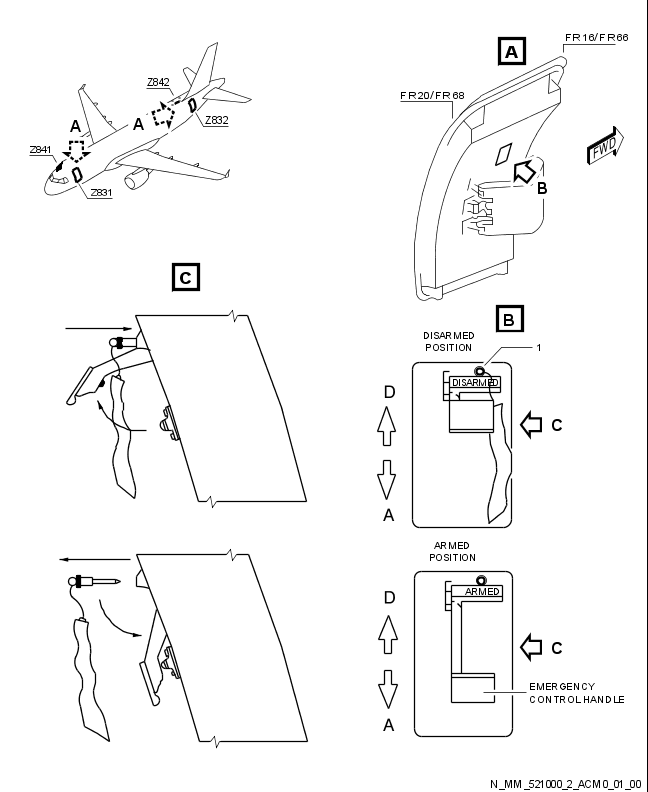 FR16/FR66
A
Z842
FR20/FR68
A
A
Z832
FWD
Z841
B
Z831
C
B
DISARMED
POSITION
1
DISARMED
D
C
A
ARMED
POSITION
D
ARMED
C
EMERGENCY
CONTROL HANDLE
A
N_MM_521000_2_ACM0_01_00